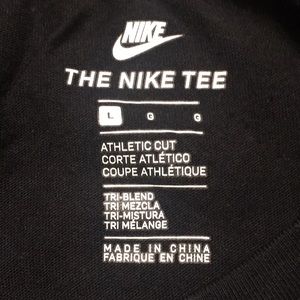 NIKE
THE NIKE TEE
L G G
ATHLETIC CUT
CORTE ATLÉTICO
COUPE ATHLÉTIQUE
TRI-BLEND
TRI MEZCLA
TRI-MISTURA
TRI MÉLANGE
MADE IN CHINA
FABRIQUÉ EN CHINE